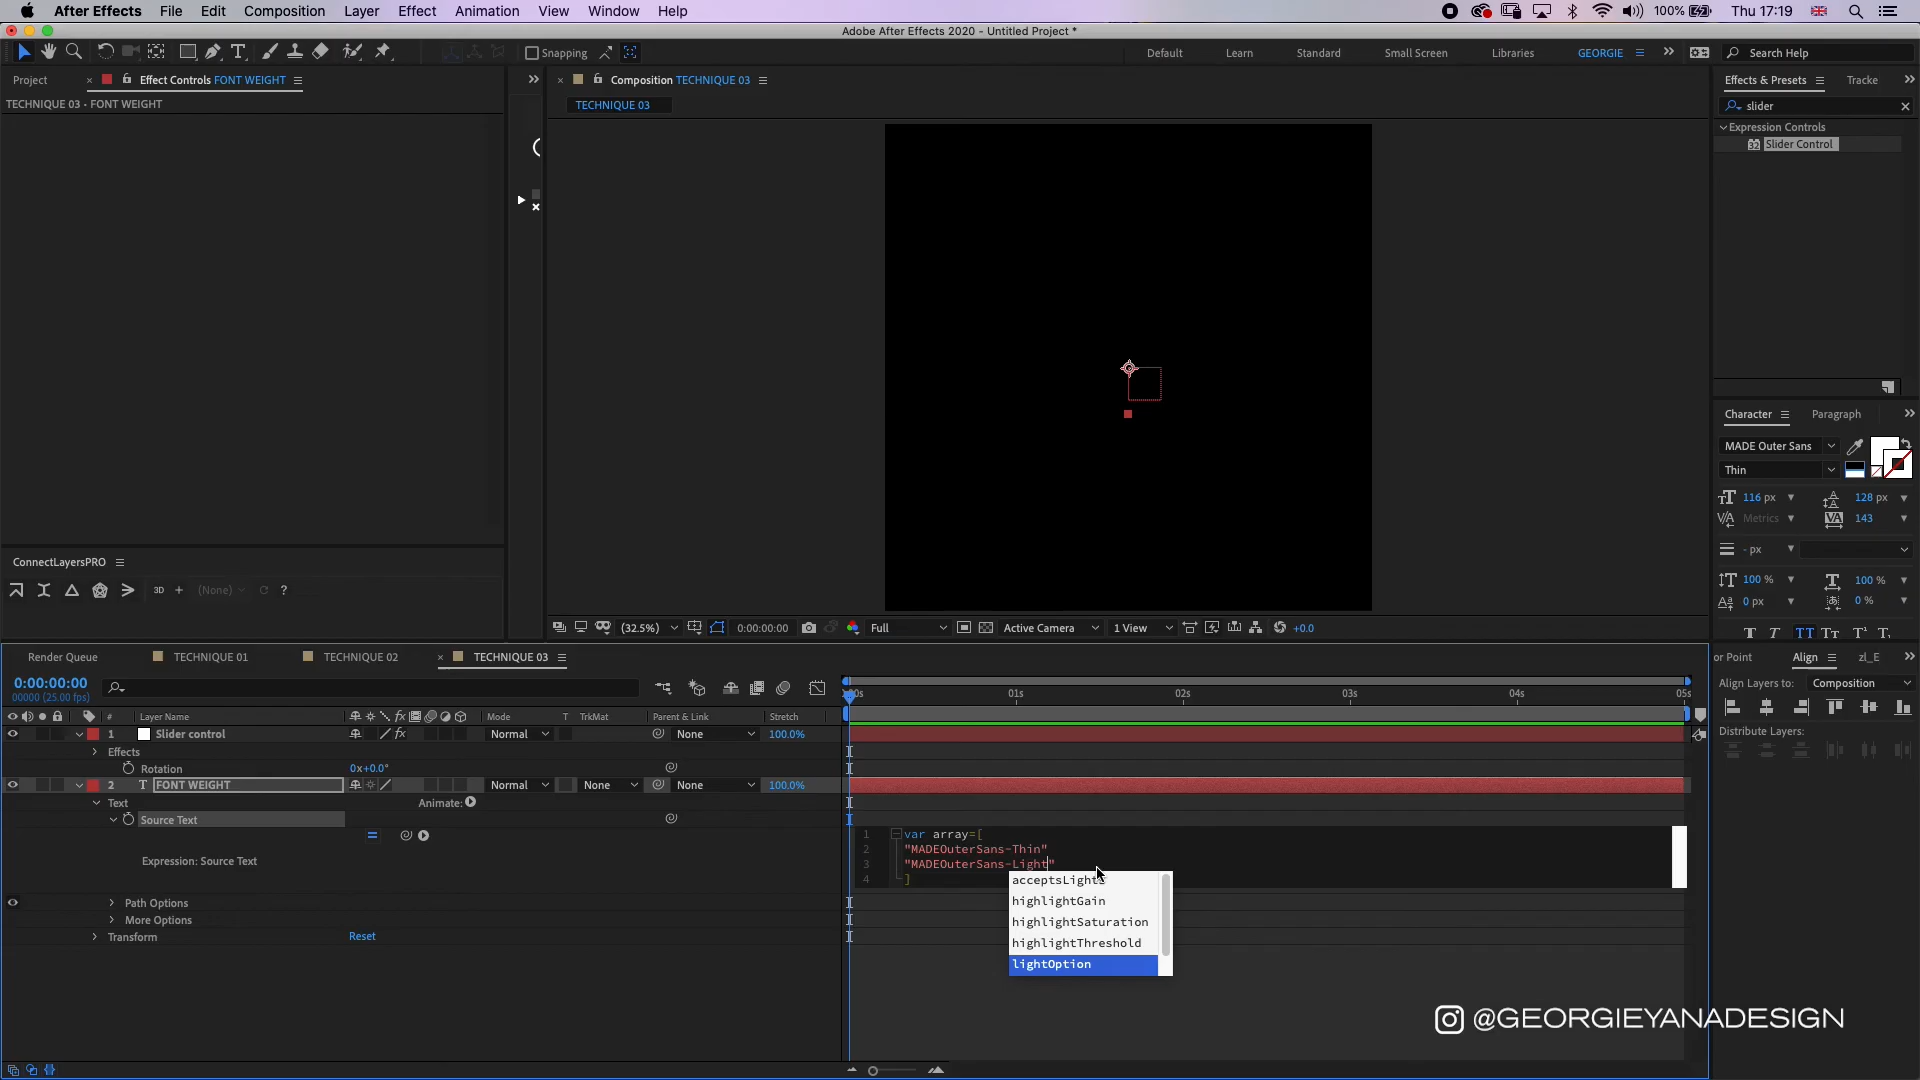 After Effects File Edit Composition Layer Effect Animation View Window Help 100% Thu 17:19
Adobe After Effects 2020 - Untitled Project *
Snapping Default Learn Standard Small Screen Libraries GEORGIE Search Help
Project Effect Controls FONT WEIGHT Composition TECHNIQUE 03 Effects & Presets Tracke
TECHNIQUE 03 • FONT WEIGHT TECHNIQUE 03 slider
Expression Controls
32 Slider Control
Character Paragraph
MADE Outer Sans
Thin
116 px 128 px
Metrics 143
- px
100 % 100 %
0 px 0 %
ConnectLayersPRO
3D + (None) ?
(32.5%) 0:00:00:00 Full Active Camera 1 View +0.0
Render Queue TECHNIQUE 01 TECHNIQUE 02 TECHNIQUE 03 or Point Align zl_E
0:00:00:00
00000 (25.00 fps)
01s 02s 03s 04s 05s
Align Layers to: Composition
Distribute Layers:
# Layer Name Mode T TrkMat Parent & Link Stretch
1 Slider control Normal None 100.0%
Effects
Rotation 0x+0.0°
2 T FONT WEIGHT Normal None None 100.0%
Text Animate:
Source Text
Expression: Source Text
1 var array=[
2 "MADEOuterSans-Thin"
3 "MADEOuterSans-Light"
4 ]
acceptsLights
highlightGain
highlightSaturation
highlightThreshold
lightOption
Path Options
More Options
Transform Reset
@GEORGIEYANADESIGN